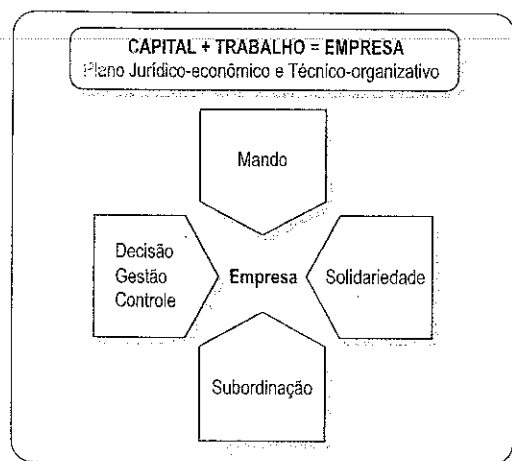 CAPITAL + TRABALHO = EMPRESA
Plano Jurídico-econômico e Técnico-organizativo
Mando
Decisão
Gestão
Controle
Empresa
Solidariedade
Subordinação